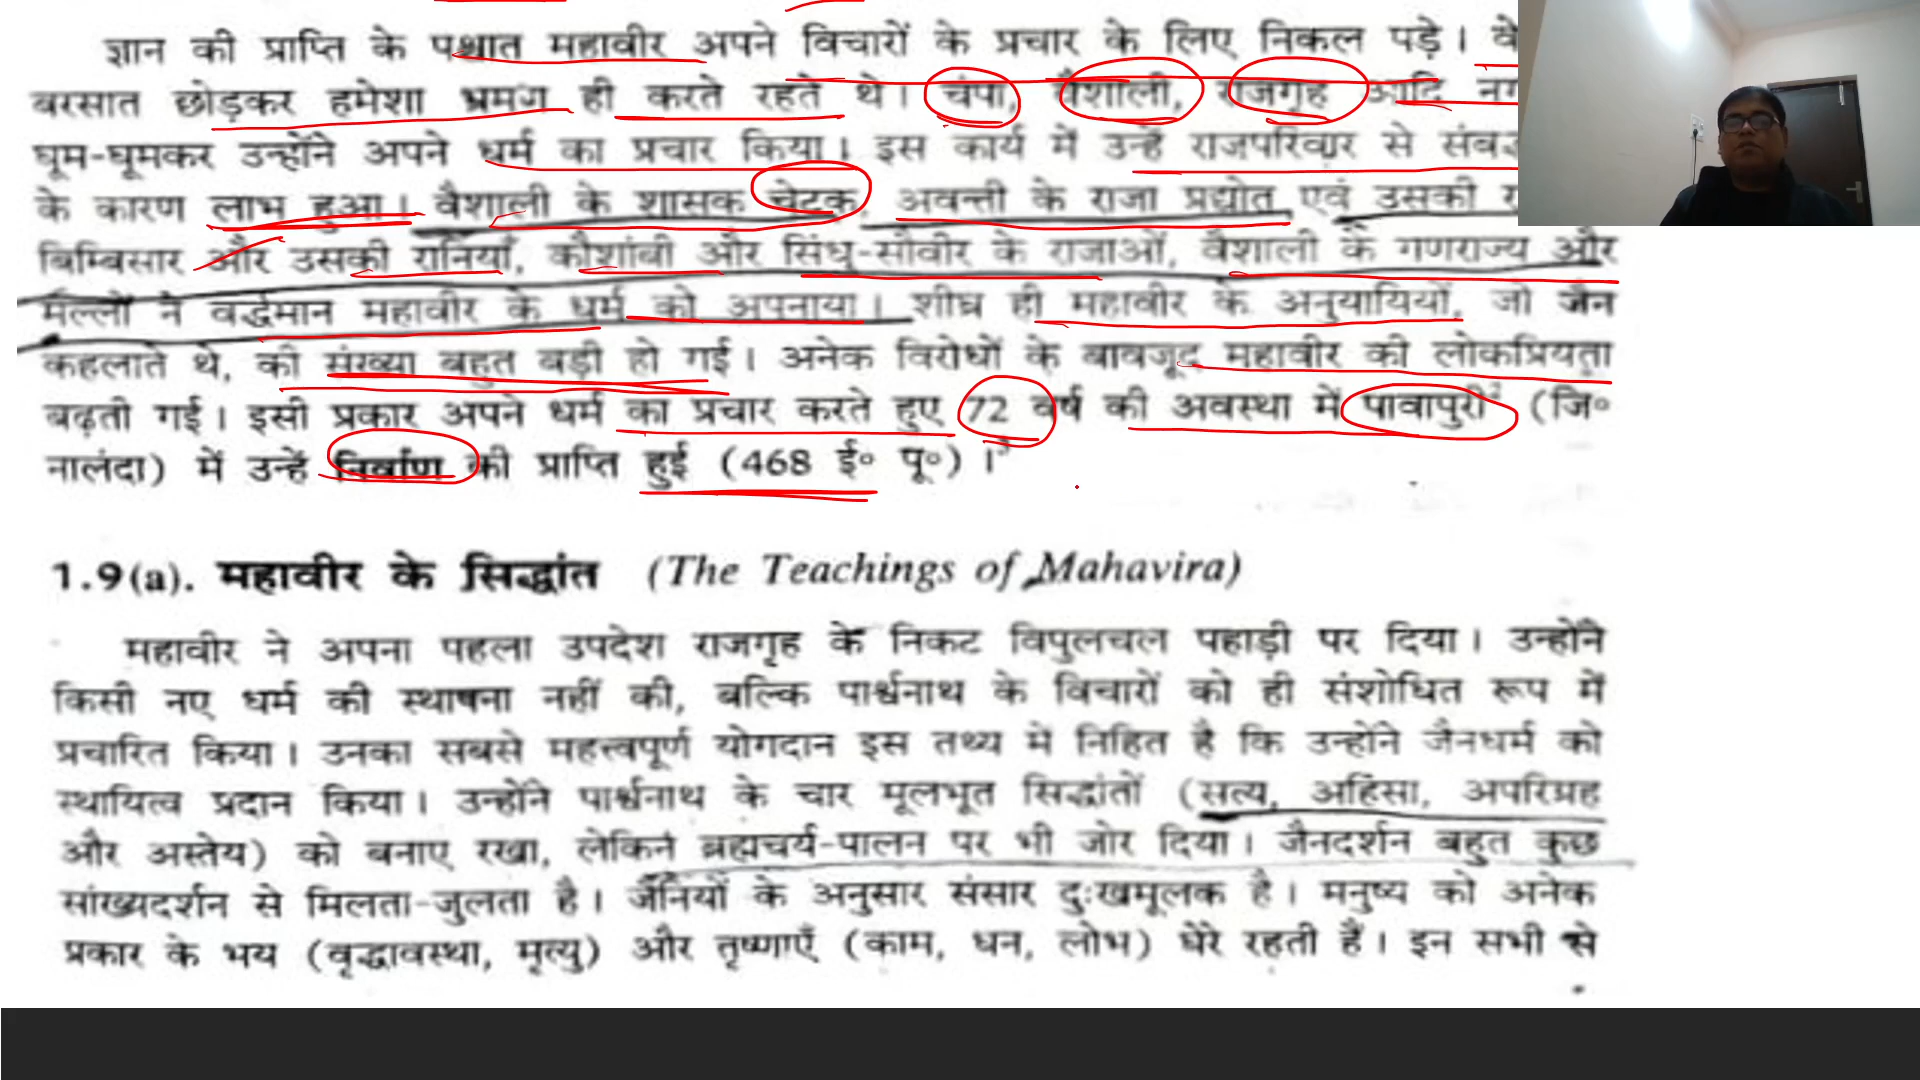 ज्ञान की प्राप्ति के पश्चात महावीर अपने विचारों के प्रचार के लिए निकल पड़े। वे
बरसात छोड़कर हमेशा भ्रमण ही करते रहते थे। चंपा, वैशाली, राजगृह आदि
घूम-घूमकर उन्होंने अपने धर्म का प्रचार किया। इस कार्य में उन्हें राजपरिवार से
के कारण लाभ हुआ। वैशाली के शासक चेटक, अवन्ती के राजा प्रद्योत एवं उसकी
बिम्बिसार और उसकी रानियां, कौशांबी और सिंधु-सौवीर के राजाओं, वैशाली के गणराज्य और
मल्लों ने वर्द्धमान महावीर के धर्म को अपनाया। शीघ्र ही महावीर के अनुयायियों, जो जैन
कहलाते थे, की संख्या बहुत बड़ी हो गई। अनेक विरोधों के बावजूद महावीर की लोकप्रियता
बढ़ती गई। इसी प्रकार अपने धर्म का प्रचार करते हुए 72 वर्ष की अवस्था में पावापुरी² (जि॰
नालंदा) में उन्हें निर्वाण की प्राप्ति हुई (468 ई॰ पू॰)।³
1.9(a). महावीर के सिद्धांत (The Teachings of Mahavira)
महावीर ने अपना पहला उपदेश राजगृह के निकट विपुलचल पहाड़ी पर दिया। उन्होंने
किसी नए धर्म की स्थापना नहीं की, बल्कि पार्श्वनाथ के विचारों को ही संशोधित रूप में
प्रचारित किया। उनका सबसे महत्त्वपूर्ण योगदान इस तथ्य में निहित है कि उन्होंने जैनधर्म को
स्थायित्व प्रदान किया। उन्होंने पार्श्वनाथ के चार मूलभूत सिद्धांतों (सत्य, अहिंसा, अपरिग्रह
और अस्तेय) को बनाए रखा, लेकिन ब्रह्मचर्य-पालन पर भी जोर दिया। जैनदर्शन बहुत कुछ
सांख्यदर्शन से मिलता-जुलता है। जैनियों के अनुसार संसार दुःखमूलक है। मनुष्य को अनेक
प्रकार के भय (वृद्धावस्था, मृत्यु) और तृष्णाएँ (काम, धन, लोभ) घेरे रहती हैं। इन सभी से